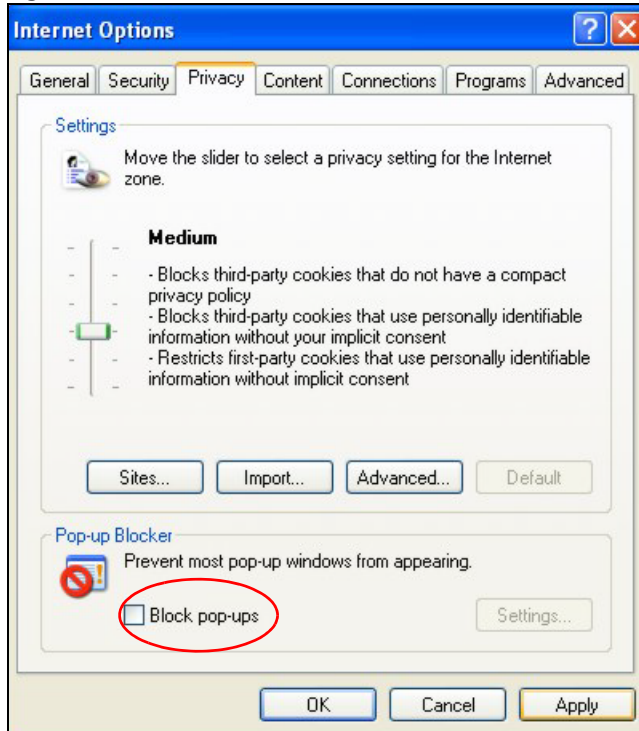 Internet Options
General Security Privacy Content Connections Programs Advanced
Settings
Move the slider to select a privacy setting for the Internet
zone.
Medium
- Blocks third-party cookies that do not have a compact
privacy policy
- Blocks third-party cookies that use personally identifiable
information without your implicit consent
- Restricts first-party cookies that use personally identifiable
information without implicit consent
Sites... Import... Advanced... Default
Pop-up Blocker
Prevent most pop-up windows from appearing.
Block pop-ups Settings...
OK Cancel Apply